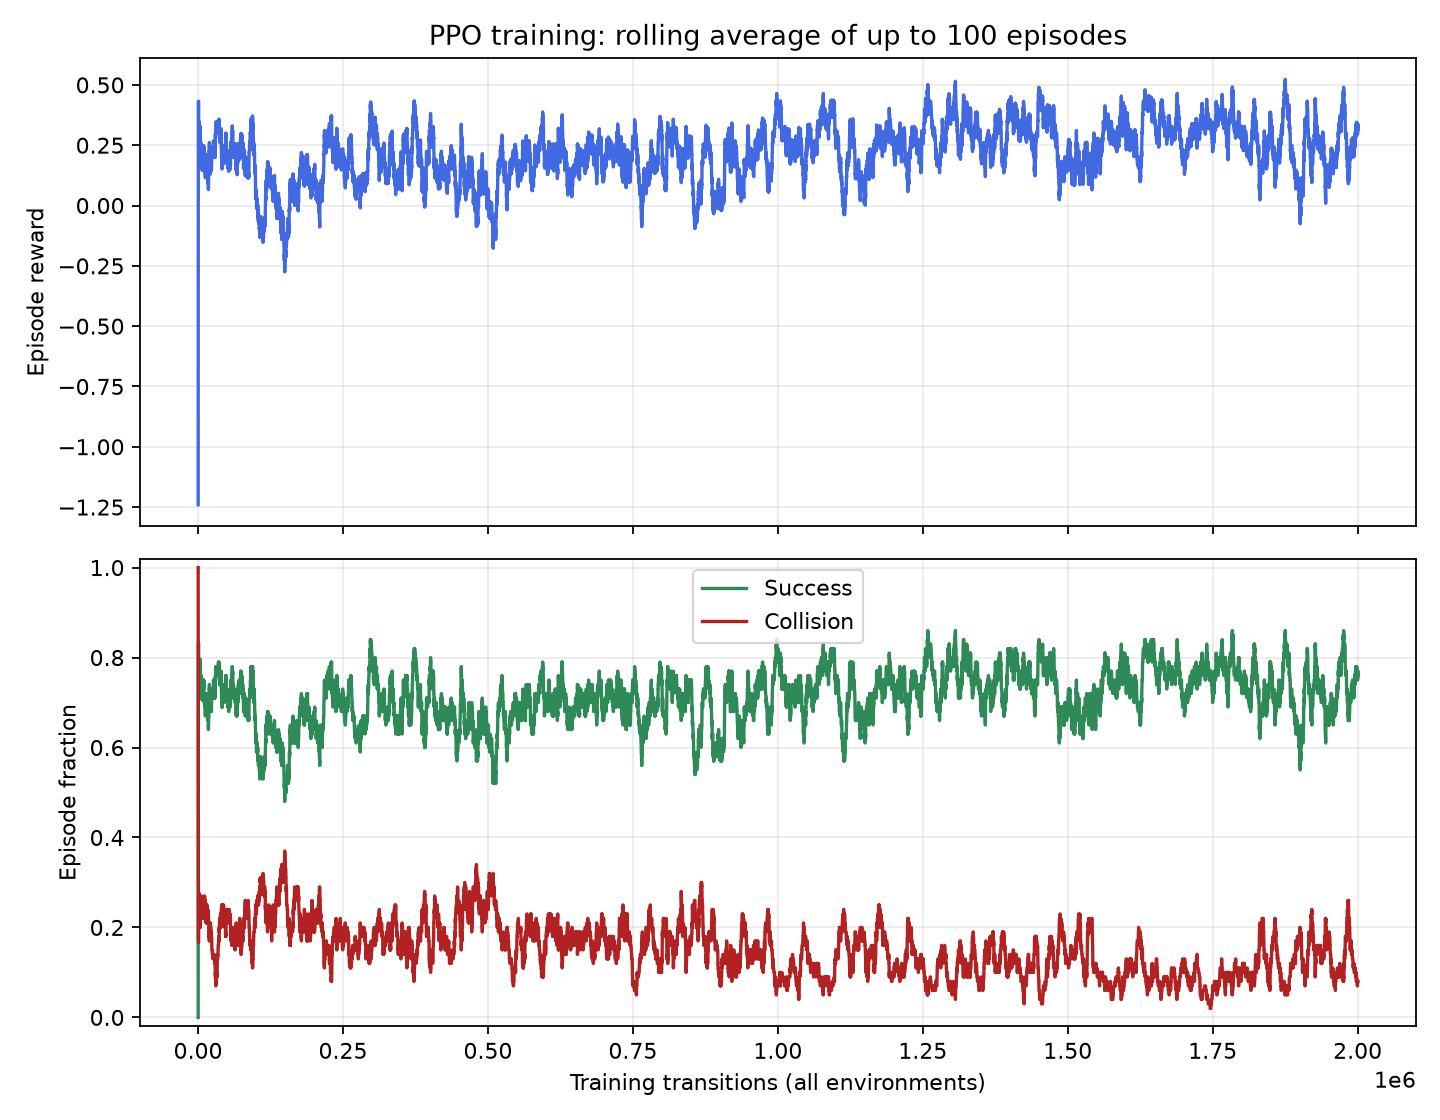 PPO training: rolling average of up to 100 episodes
Episode reward
0.50
0.25
0.00
−0.25
−0.50
−0.75
−1.00
−1.25
Episode fraction
1.0
0.8
0.6
0.4
0.2
0.0
Success
Collision
0.00 0.25 0.50 0.75 1.00 1.25 1.50 1.75 2.00
Training transitions (all environments)
1e6